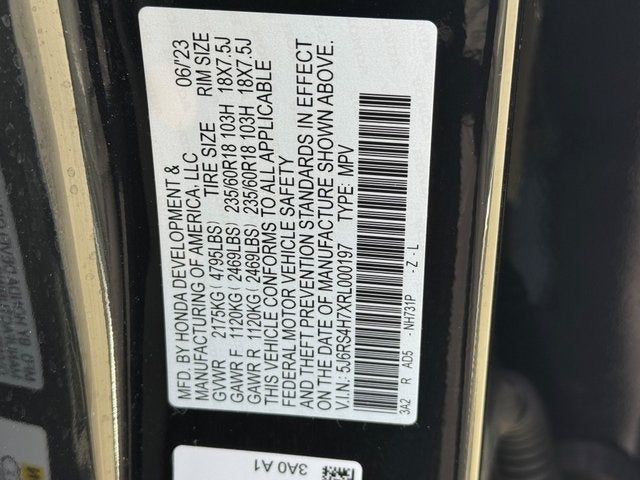 MFD. BY HONDA DEVELOPMENT & 06/'23
MANUFACTURING OF AMERICA, LLC
TIRE SIZE RIM SIZE
GVWR 2175KG ( 4795LBS)
GAWR F 1120KG ( 2469LBS) 235/60R18 103H 18X7.5J
GAWR R 1120KG ( 2469LBS) 235/60R18 103H 18X7.5J
THIS VEHICLE CONFORMS TO ALL APPLICABLE
FEDERAL MOTOR VEHICLE SAFETY
AND THEFT PREVENTION STANDARDS IN EFFECT
ON THE DATE OF MANUFACTURE SHOWN ABOVE.
V.I.N.: 5J6RS4H7XRL000197 TYPE: MPV
3A2 R AD5 - NH731P - Z - L
3A0 A1